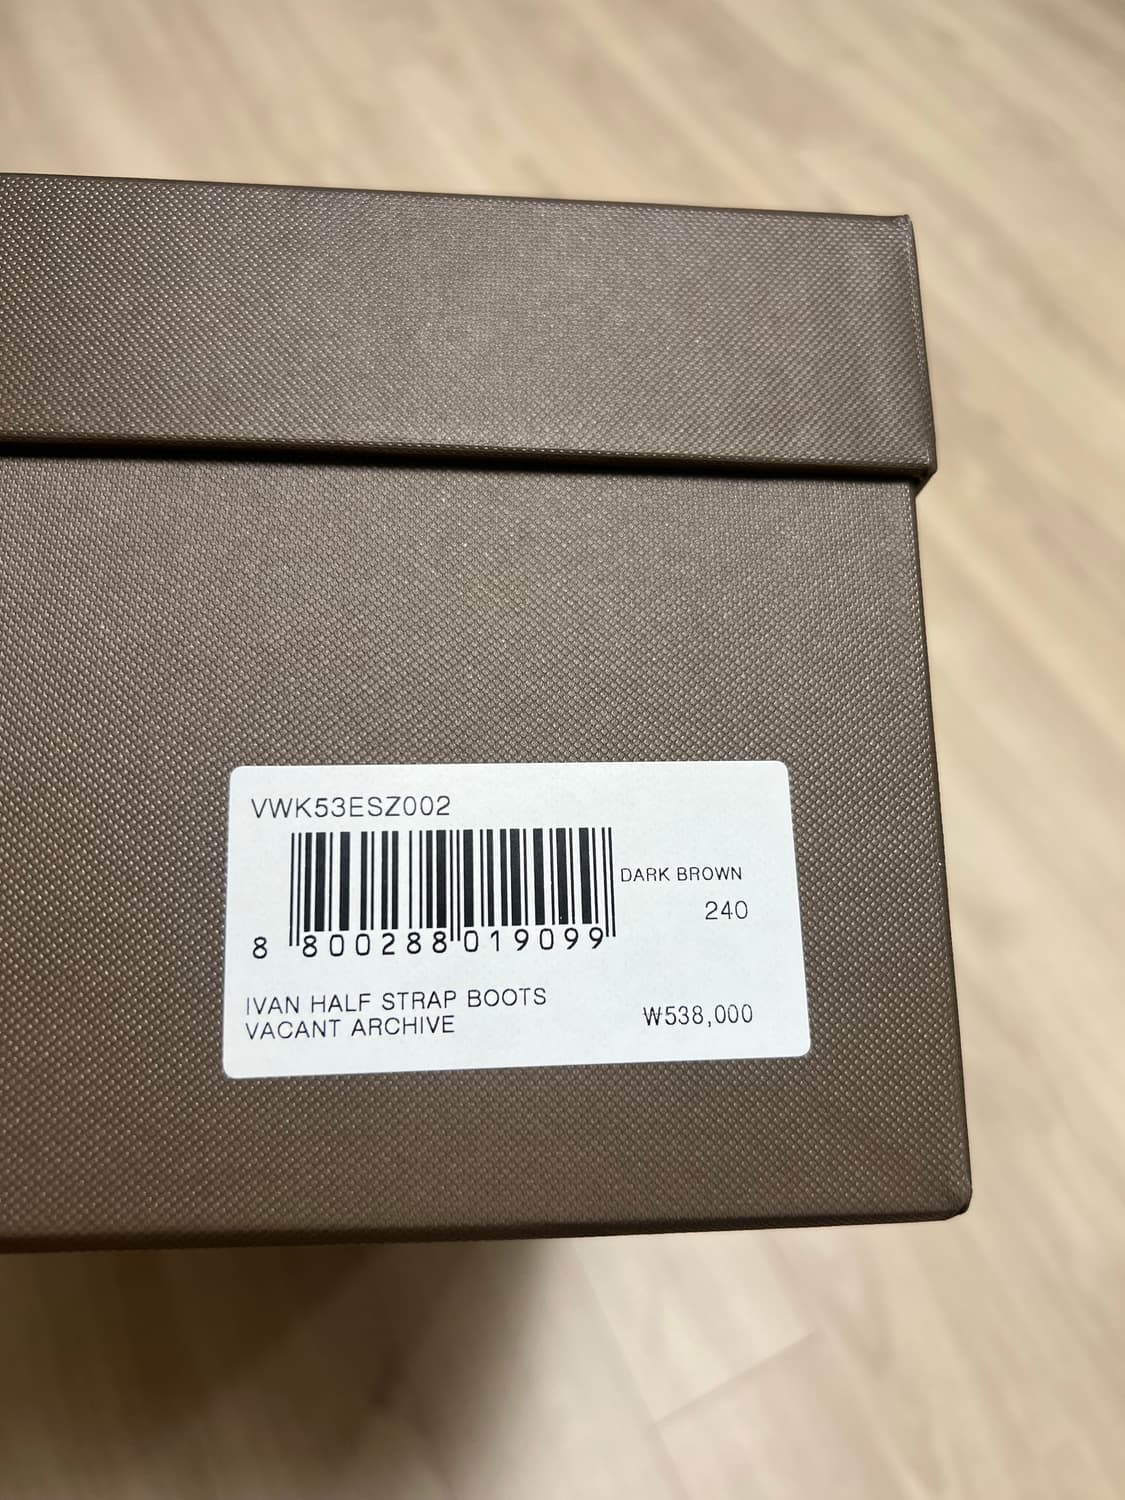 VWK53ESZ002
DARK BROWN
240
8 800288 019099
IVAN HALF STRAP BOOTS
VACANT ARCHIVE
₩538,000